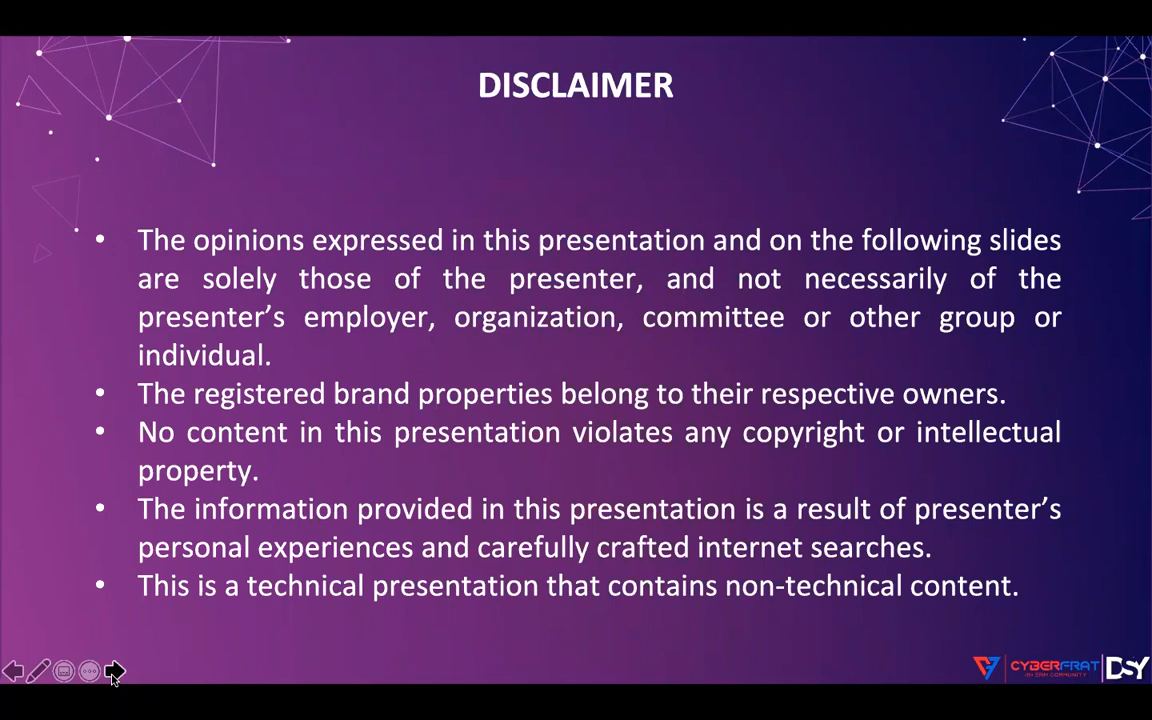 DISCLAIMER
• The opinions expressed in this presentation and on the following slides
are solely those of the presenter, and not necessarily of the
presenter’s employer, organization, committee or other group or
individual.
• The registered brand properties belong to their respective owners.
• No content in this presentation violates any copyright or intellectual
property.
• The information provided in this presentation is a result of presenter’s
personal experiences and carefully crafted internet searches.
• This is a technical presentation that contains non-technical content.
CYBERFRAT
DSY